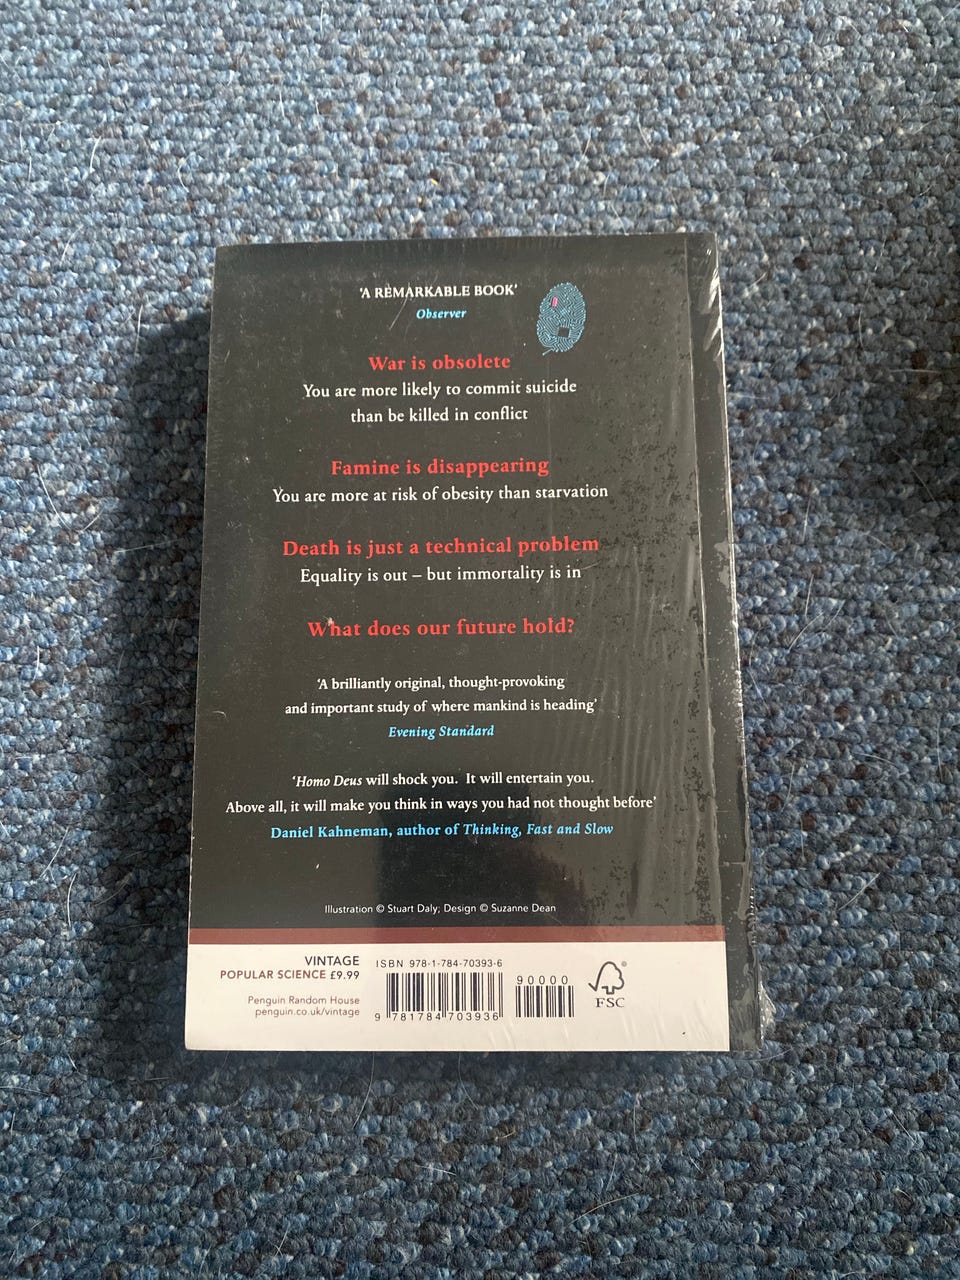 ‘A REMARKABLE BOOK’
Observer
War is obsolete
You are more likely to commit suicide
than be killed in conflict
Famine is disappearing
You are more at risk of obesity than starvation
Death is just a technical problem
Equality is out – but immortality is in
What does our future hold?
‘A brilliantly original, thought-provoking
and important study of where mankind is heading’
Evening Standard
‘Homo Deus will shock you. It will entertain you.
Above all, it will make you think in ways you had not thought before’
Daniel Kahneman, author of Thinking, Fast and Slow
Illustration © Stuart Daly; Design © Suzanne Dean
VINTAGE
POPULAR SCIENCE £9.99
Penguin Random House
penguin.co.uk/vintage
ISBN 978-1-784-70393-6
90000
9 781784 703936
FSC